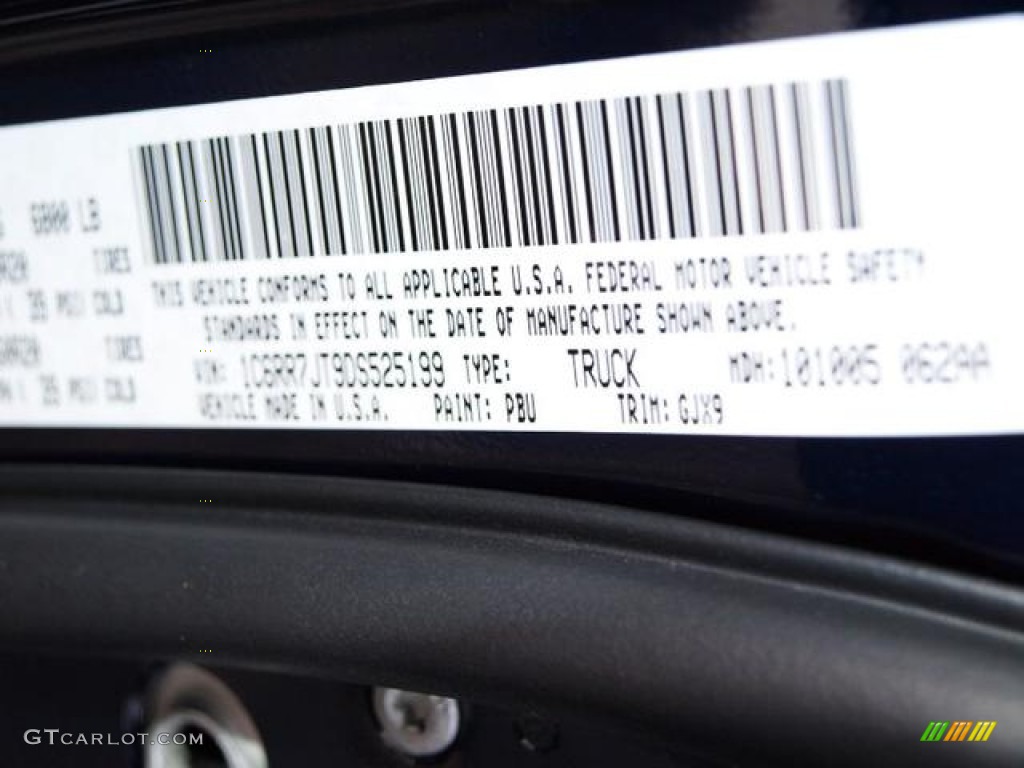 6800 LB
TIRES
THIS VEHICLE CONFORMS TO ALL APPLICABLE U.S.A. FEDERAL MOTOR VEHICLE SAFETY
35 PSI COLD
STANDARDS IN EFFECT ON THE DATE OF MANUFACTURE SHOWN ABOVE.
TIRES
VIN: 1C6RR7JT9DS525199 TYPE: TRUCK MDH: 101005 062AA
35 PSI COLD
VEHICLE MADE IN U.S.A. PAINT: PBU TRIM: GJX9
GTCARLOT.COM